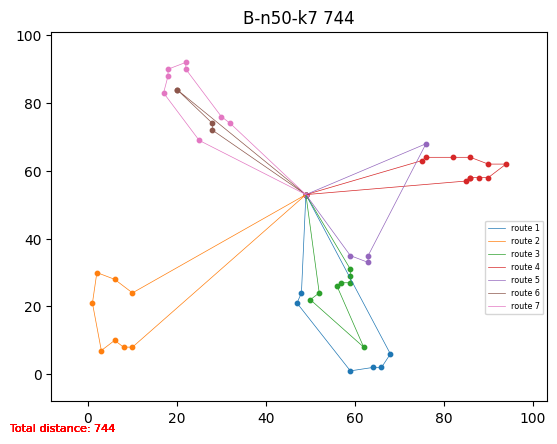 B-n50-k7 744
100
80
60
40
20
0
0 20 40 60 80 100
route 1
route 2
route 3
route 4
route 5
route 6
route 7
Total distance: 744